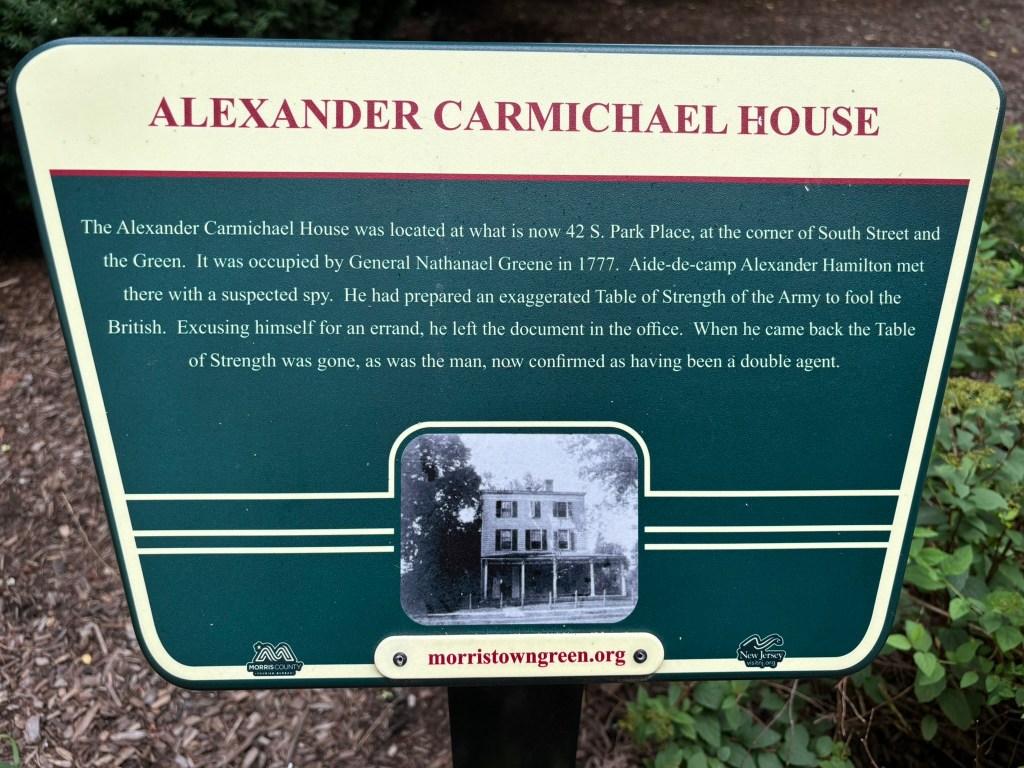 ALEXANDER CARMICHAEL HOUSE
The Alexander Carmichael House was located at what is now 42 S. Park Place, at the corner of South Street and
the Green. It was occupied by General Nathanael Greene in 1777. Aide-de-camp Alexander Hamilton met
there with a suspected spy. He had prepared an exaggerated Table of Strength of the Army to fool the
British. Excusing himself for an errand, he left the document in the office. When he came back the Table
of Strength was gone, as was the man, now confirmed as having been a double agent.
MORRIS COUNTY
TOURISM BUREAU
morristowngreen.org
New Jersey
visitnj.org